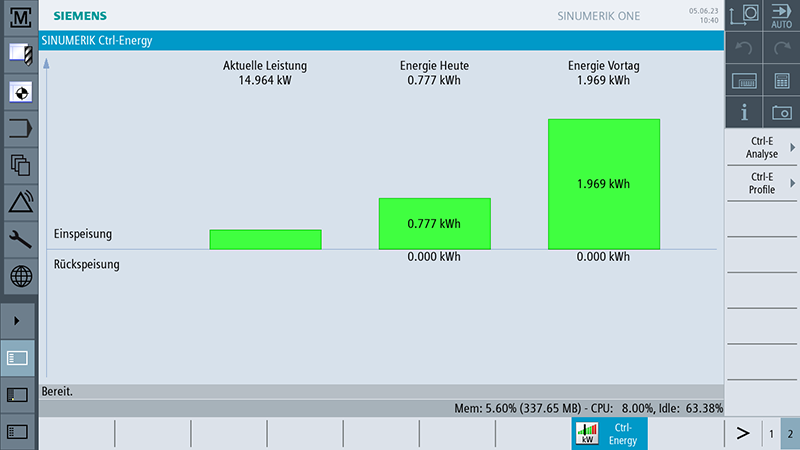 M
SIEMENS
SINUMERIK ONE
05.06.23
10:40
AUTO
SINUMERIK Ctrl-Energy
Aktuelle Leistung
14.964 kW
Energie Heute
0.777 kWh
Energie Vortag
1.969 kWh
i
Ctrl-E
Analyse
Ctrl-E
Profile
1.969 kWh
0.777 kWh
Einspeisung
0.000 kWh
0.000 kWh
Rückspeisung
Bereit.
Mem: 5.60% (337.65 MB) - CPU: 8.00%, Idle: 63.38%
kW
Ctrl-
Energy
>
1
2